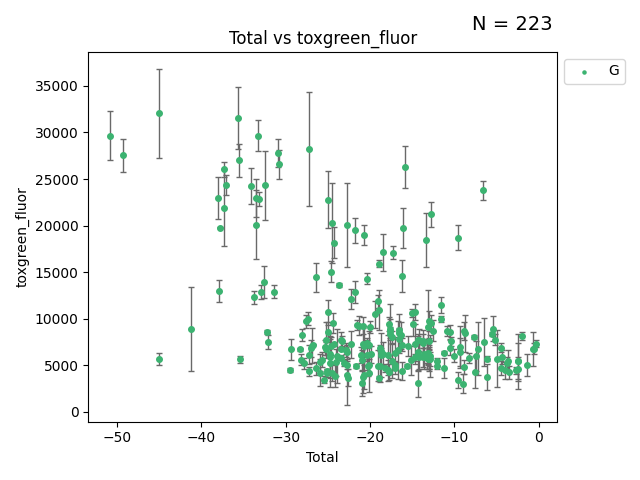 N = 223
Total vs toxgreen_fluor
G
toxgreen_fluor
35000
30000
25000
20000
15000
10000
5000
0
−50 −40 −30 −20 −10 0
Total